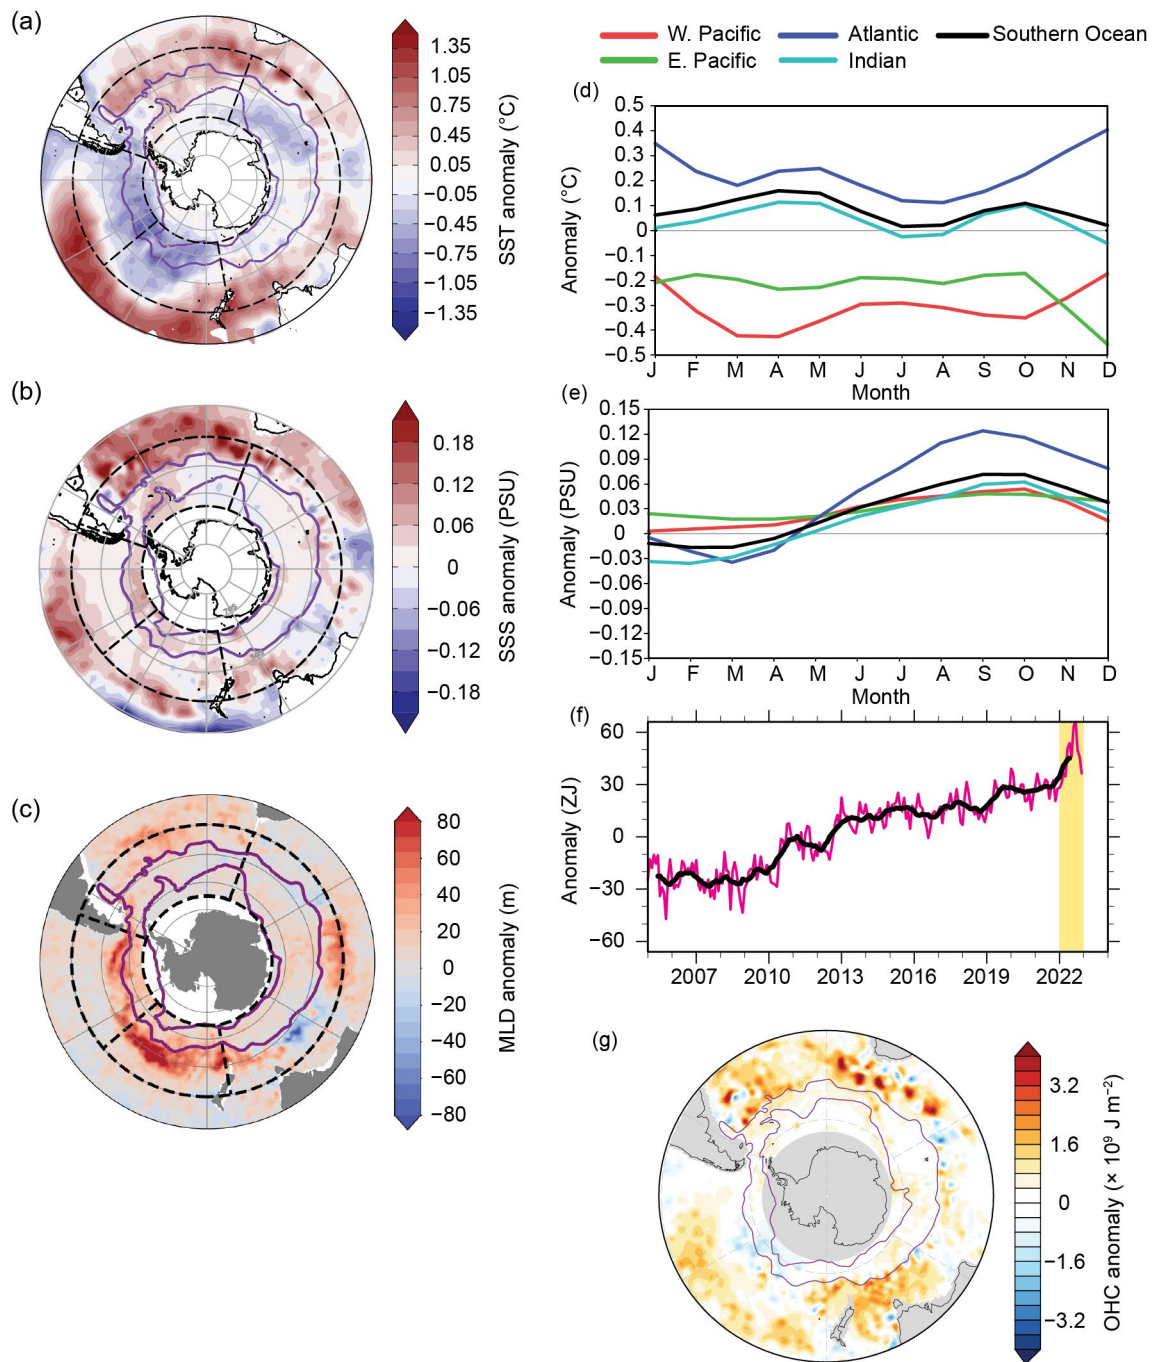 (a)
1.35
1.05
0.75
0.45
0.05
−0.05
−0.45
−0.75
−1.05
−1.35
SST anomaly (°C)
(b)
0.18
0.12
0.06
0
−0.06
−0.12
−0.18
SSS anomaly (PSU)
(c)
80
60
40
20
0
−20
−40
−60
−80
MLD anomaly (m)
W. Pacific Atlantic Southern Ocean
E. Pacific Indian
(d)
0.5
0.4
0.3
0.2
0.1
0
−0.1
−0.2
−0.3
−0.4
−0.5
Anomaly (°C)
J F M A M J J A S O N D
Month
(e)
0.15
0.12
0.09
0.06
0.03
0
−0.03
−0.06
−0.09
−0.12
−0.15
Anomaly (PSU)
J F M A M J J A S O N D
Month
(f)
60
30
0
−30
−60
Anomaly (ZJ)
2007 2010 2013 2016 2019 2022
(g)
3.2
1.6
0
−1.6
−3.2
OHC anomaly (× 10⁹ J m⁻²)